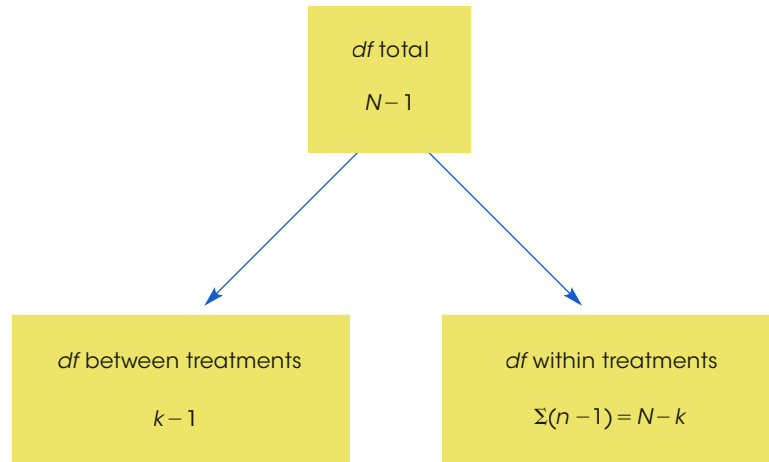 df total
N − 1
df between treatments
k − 1
df within treatments
Σ(n − 1) = N − k